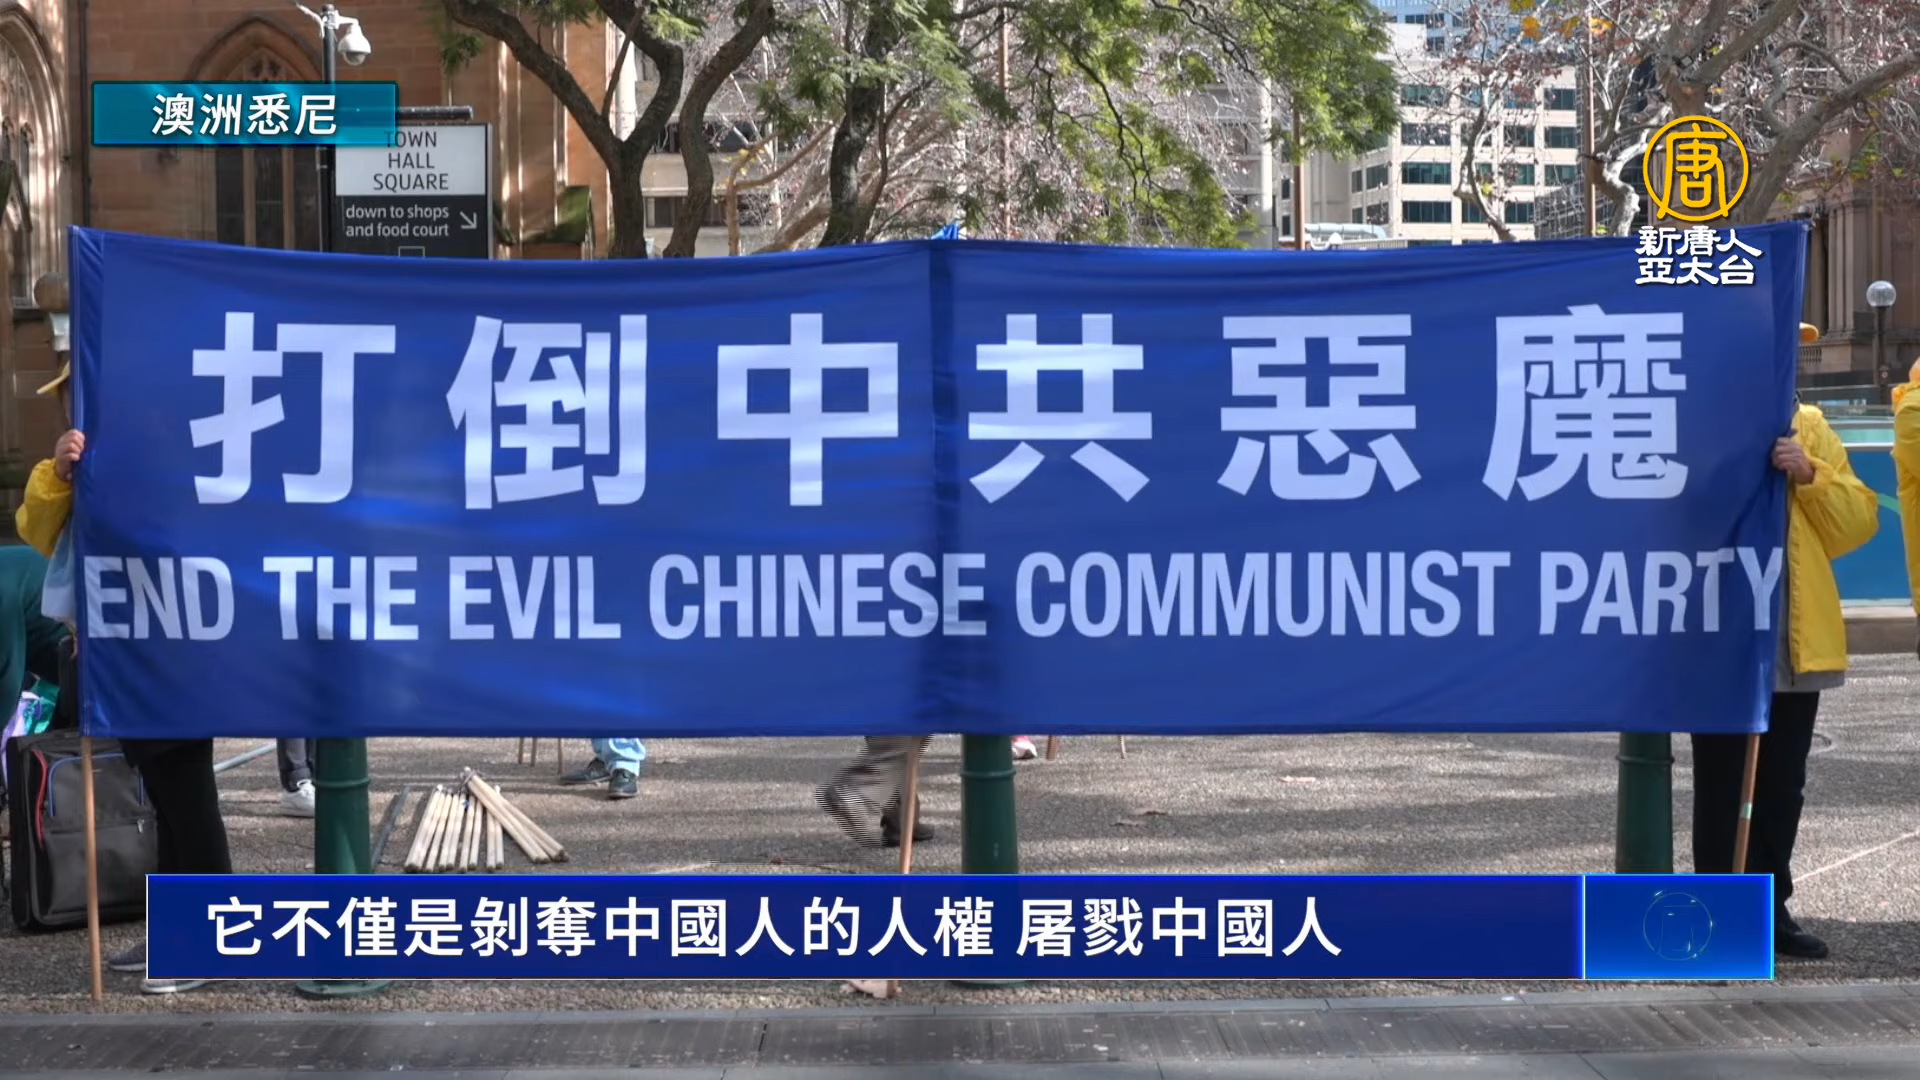 澳洲悉尼
TOWN
HALL
SQUARE
down to shops
and food court
唐
新唐人
亞太台
打倒中共惡魔
END THE EVIL CHINESE COMMUNIST PARTY
它不僅是剝奪中國人的人權 屠戮中國人